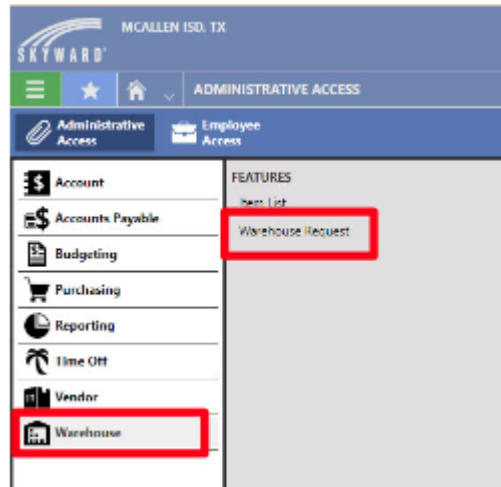 MCALLEN ISD, TX
SKYWARD
ADMINISTRATIVE ACCESS
Administrative
Access
Employee
Access
Account
Accounts Payable
Budgeting
Purchasing
Reporting
Time Off
Vendor
Warehouse
FEATURES
Item List
Warehouse Request